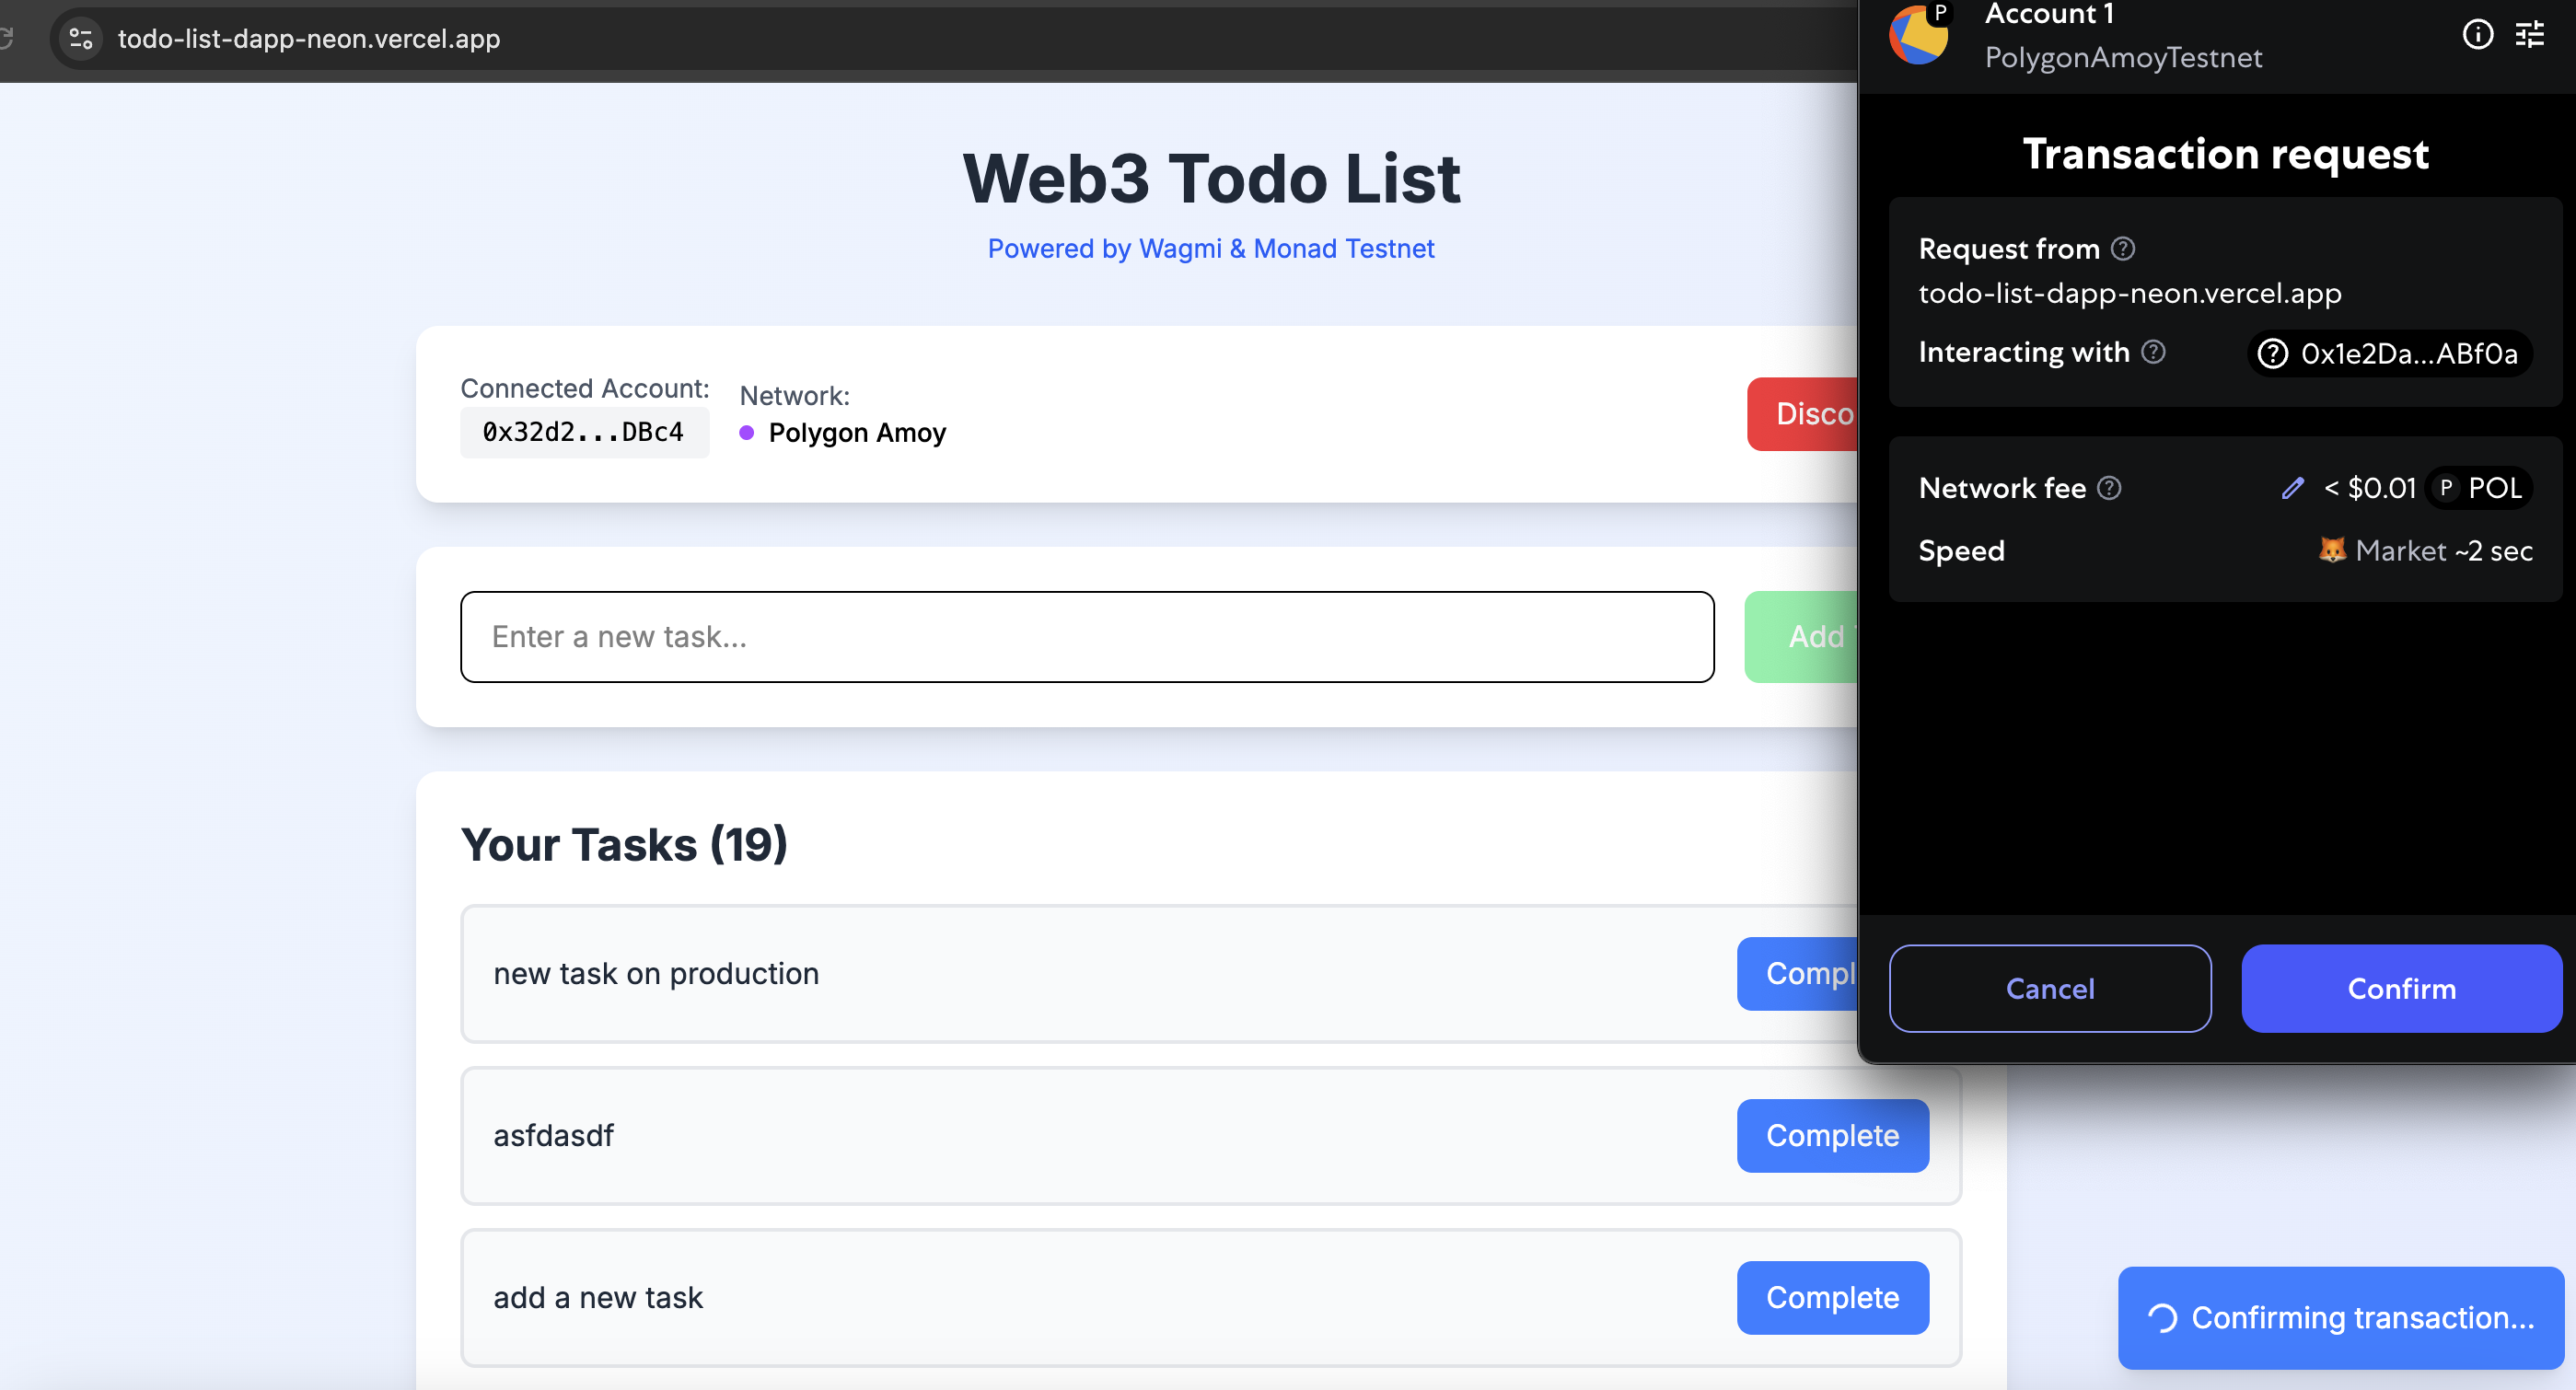 todo-list-dapp-neon.vercel.app
Web3 Todo List
Powered by Wagmi & Monad Testnet
Connected Account:
0x32d2...DBc4
Network:
Polygon Amoy
Disco
Enter a new task...
Add
Your Tasks (19)
new task on production
Compl
asfdasdf
Complete
add a new task
Complete
P
Account 1
PolygonAmoyTestnet
Transaction request
Request from
todo-list-dapp-neon.vercel.app
Interacting with
0x1e2Da...ABf0a
Network fee
< $0.01 P POL
Speed
Market ~2 sec
Cancel
Confirm
Confirming transaction...